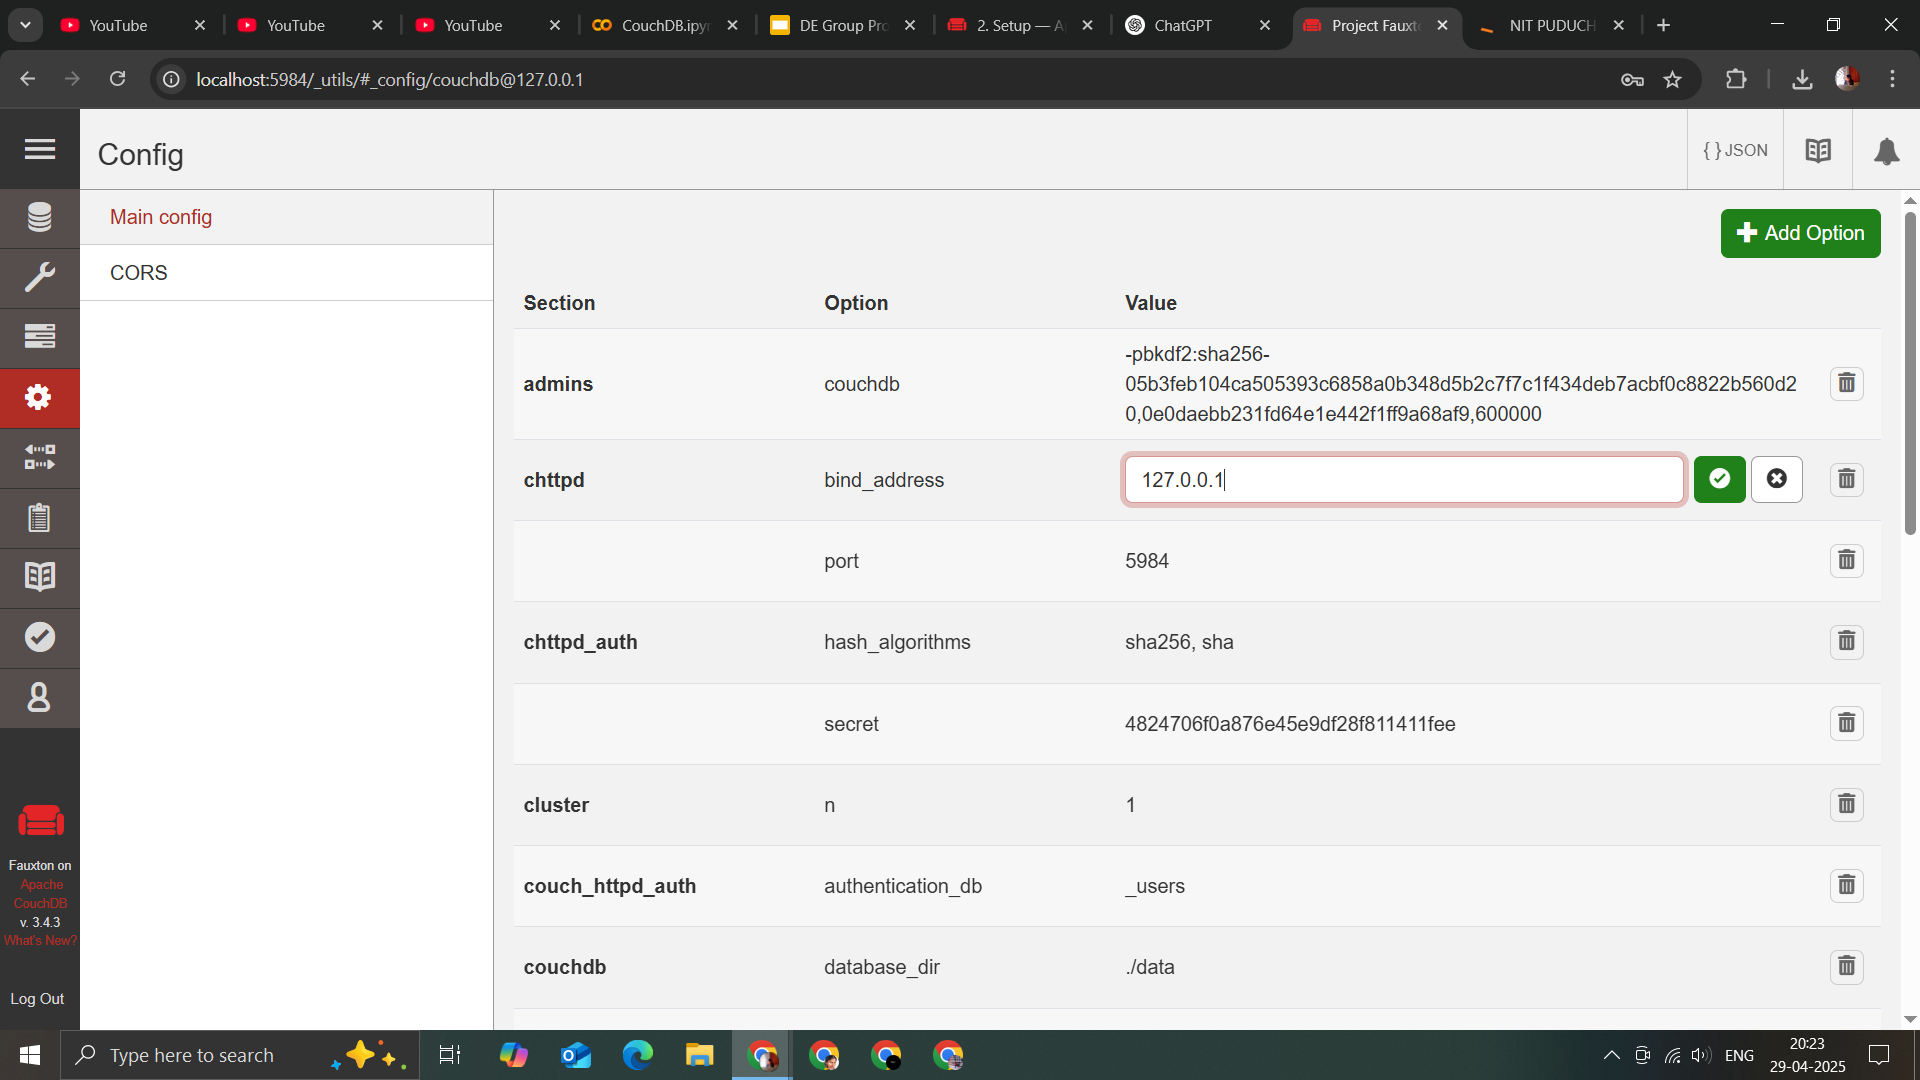 YouTube
YouTube
YouTube
CouchDB.ipyn
DE Group Pro
2. Setup — A
ChatGPT
Project Fauxto
NIT PUDUCH
localhost:5984/_utils/#_config/couchdb@127.0.0.1
Config
{ } JSON
Main config
CORS
Add Option
Section Option Value
admins couchdb -pbkdf2:sha256-
05b3feb104ca505393c6858a0b348d5b2c7f7c1f434deb7acbf0c8822b560d2
0,0e0daebb231fd64e1e442f1ff9a68af9,600000
chttpd bind_address 127.0.0.1
port 5984
chttpd_auth hash_algorithms sha256, sha
secret 4824706f0a876e45e9df28f811411fee
cluster n 1
couch_httpd_auth authentication_db _users
couchdb database_dir ./data
Fauxton on
Apache
CouchDB
v. 3.4.3
What's New?
Log Out
Type here to search
ENG
20:23
29-04-2025